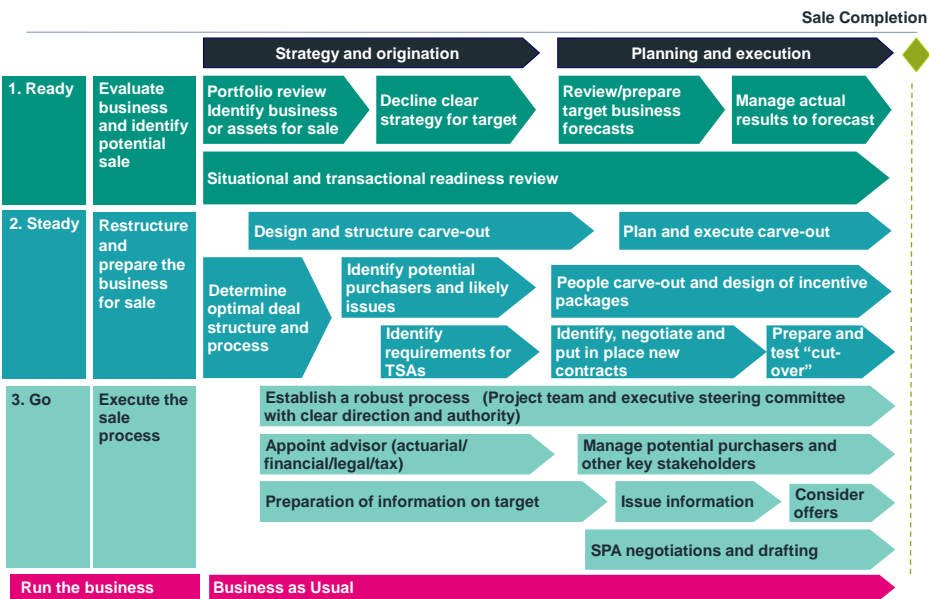 Sale Completion
Strategy and origination
Planning and execution
1. Ready
Evaluate
business
and identify
potential
sale
Portfolio review
Identify business
or assets for sale
Decline clear
strategy for target
Review/prepare
target business
forecasts
Manage actual
results to forecast
Situational and transactional readiness review
2. Steady
Restructure
and
prepare the
business
for sale
Design and structure carve-out
Plan and execute carve-out
Determine
optimal deal
structure and
process
Identify potential
purchasers and likely
issues
People carve-out and design of incentive
packages
Identify
requirements for
TSAs
Identify, negotiate and
put in place new
contracts
Prepare and
test “cut-
over”
3. Go
Execute the
sale
process
Establish a robust process (Project team and executive steering committee
with clear direction and authority)
Appoint advisor (actuarial/
financial/legal/tax)
Manage potential purchasers and
other key stakeholders
Preparation of information on target
Issue information
Consider
offers
SPA negotiations and drafting
Run the business
Business as Usual